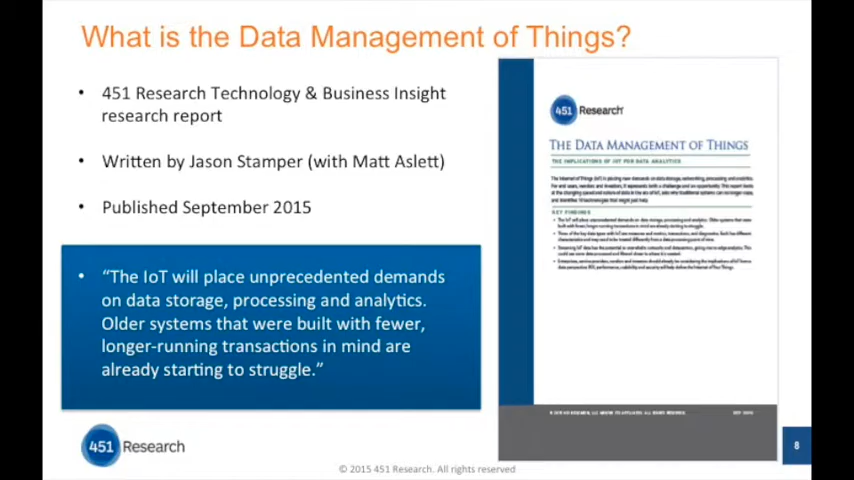 What is the Data Management of Things?
• 451 Research Technology & Business Insight
research report
• Written by Jason Stamper (with Matt Aslett)
• Published September 2015
• “The IoT will place unprecedented demands
on data storage, processing and analytics.
Older systems that were built with fewer,
longer-running transactions in mind are
already starting to struggle.”
451 Research
THE DATA MANAGEMENT OF THINGS
THE IMPLICATIONS OF IOT FOR DATA ANALYTICS
KEY FINDINGS
451 Research
© 2015 451 Research. All rights reserved
8